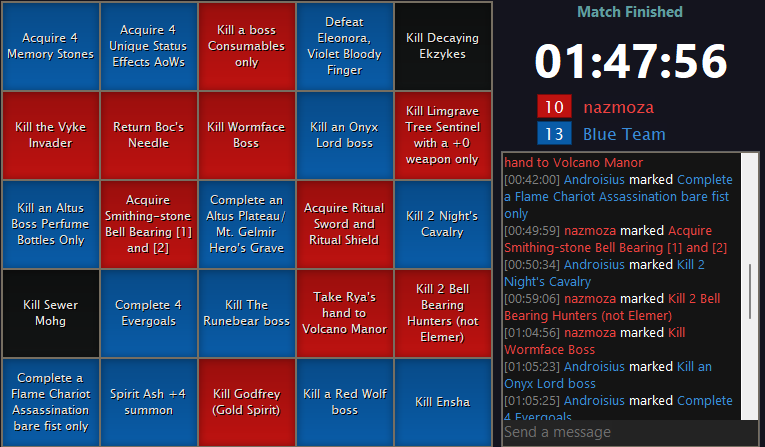 Acquire 4
Memory Stones
Acquire 4
Unique Status
Effects AoWs
Kill a boss
Consumables
only
Defeat
Eleonora,
Violet Bloody
Finger
Kill Decaying
Ekzykes
Kill the Vyke
Invader
Return Boc's
Needle
Kill Wormface
Boss
Kill an Onyx
Lord boss
Kill Limgrave
Tree Sentinel
with a +0
weapon only
Kill an Altus
Boss Perfume
Bottles Only
Acquire
Smithing-stone
Bell Bearing [1]
and [2]
Complete an
Altus Plateau/
Mt. Gelmir
Hero's Grave
Acquire Ritual
Sword and
Ritual Shield
Kill 2 Night's
Cavalry
Kill Sewer
Mohg
Complete 4
Evergoals
Kill The
Runebear boss
Take Rya's
hand to
Volcano Manor
Kill 2 Bell
Bearing
Hunters (not
Elemer)
Complete a
Flame Chariot
Assassination
bare fist only
Spirit Ash +4
summon
Kill Godfrey
(Gold Spirit)
Kill a Red Wolf
boss
Kill Ensha
Match Finished
01:47:56
10 nazmoza
13 Blue Team
hand to Volcano Manor
[00:42:00] Androisius marked Complete
a Flame Chariot Assassination bare fist
only
[00:49:59] nazmoza marked Acquire
Smithing-stone Bell Bearing [1] and [2]
[00:50:34] Androisius marked Kill 2
Night's Cavalry
[00:59:06] nazmoza marked Kill 2 Bell
Bearing Hunters (not Elemer)
[01:04:56] nazmoza marked Kill
Wormface Boss
[01:05:23] Androisius marked Kill an
Onyx Lord boss
[01:05:25] Androisius marked Complete
4 Evergoals
Send a message